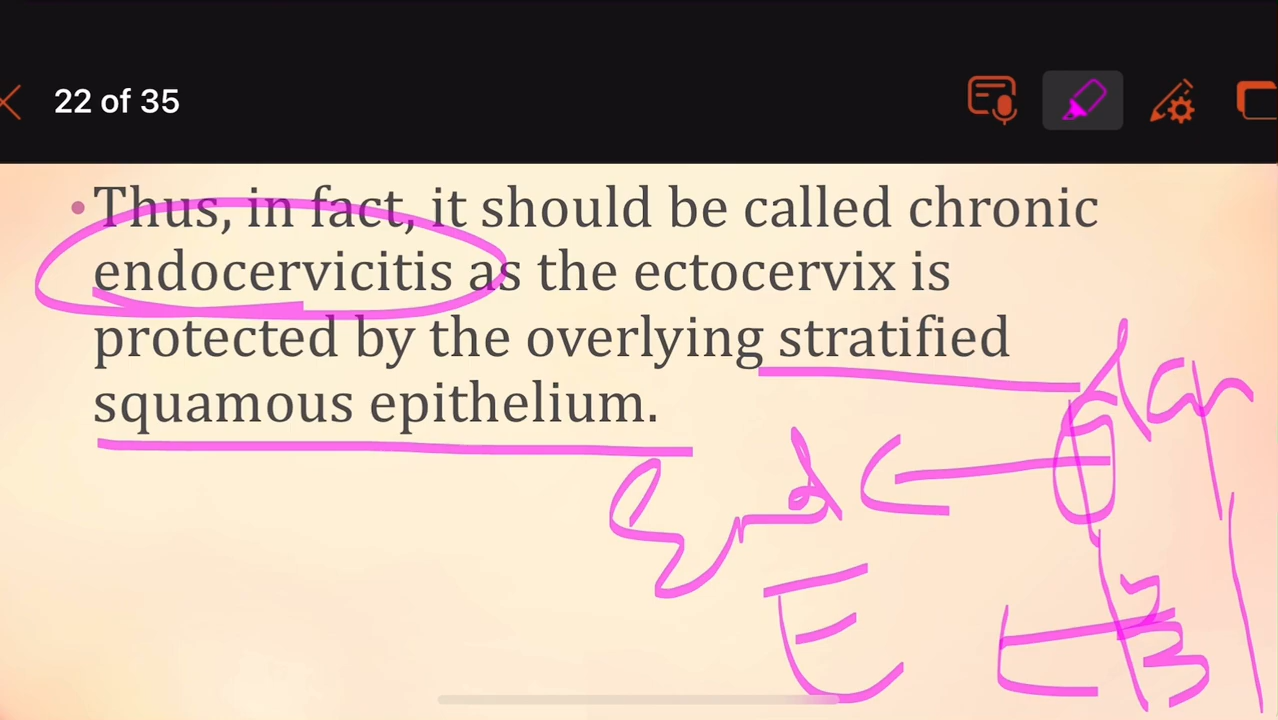 22 of 35
• Thus, in fact, it should be called chronic
endocervicitis as the ectocervix is
protected by the overlying stratified
squamous epithelium.
End
E